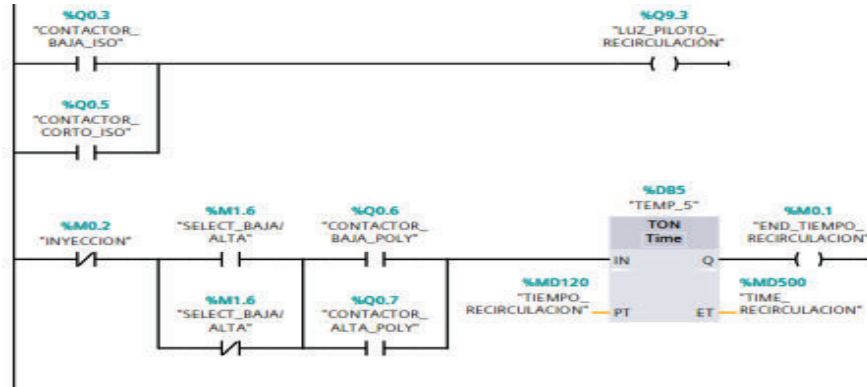 %Q0.3
"CONTACTOR_
BAJA_ISO"
%Q9.3
"LUZ_PILOTO_
RECIRCULACIÓN"
%Q0.5
"CONTACTOR_
CORTO_ISO"
%DB5
"TEMP_5"
%M0.2
"INYECCION"
%M1.6
"SELECT_BAJA/
ALTA"
%Q0.6
"CONTACTOR_
BAJA_POLY"
TON
Time
%M0.1
"END_TIEMPO_
RECIRCULACION"
IN
Q
%M1.6
"SELECT_BAJA/
ALTA"
%Q0.7
"CONTACTOR_
ALTA_POLY"
%MD120
"TIEMPO_
RECIRCULACION"
PT
ET
%MD500
"TIME_
RECIRCULACION"